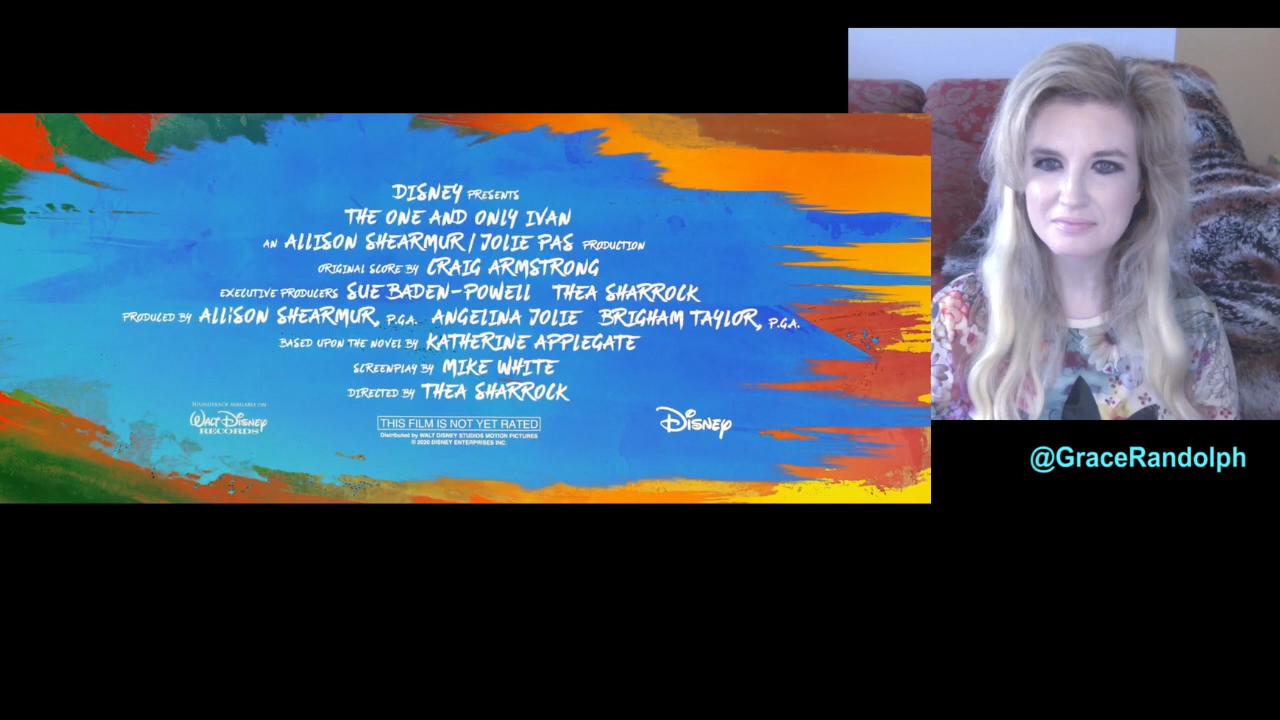 DISNEY PRESENTS
THE ONE AND ONLY IVAN
AN ALLISON SHEARMUR / JOLIE PAS PRODUCTION
ORIGINAL SCORE BY CRAIG ARMSTRONG
EXECUTIVE PRODUCERS SUE BADEN-POWELL THEA SHARROCK
PRODUCED BY ALLISON SHEARMUR, P.G.A. ANGELINA JOLIE BRIGHAM TAYLOR, P.G.A.
BASED UPON THE NOVEL BY KATHERINE APPLEGATE
SCREENPLAY BY MIKE WHITE
DIRECTED BY THEA SHARROCK
SOUNDTRACK AVAILABLE ON
WALT DISNEY
RECORDS
THIS FILM IS NOT YET RATED
Distributed by WALT DISNEY STUDIOS MOTION PICTURES
© 2020 DISNEY ENTERPRISES INC.
Disney
@GraceRandolph